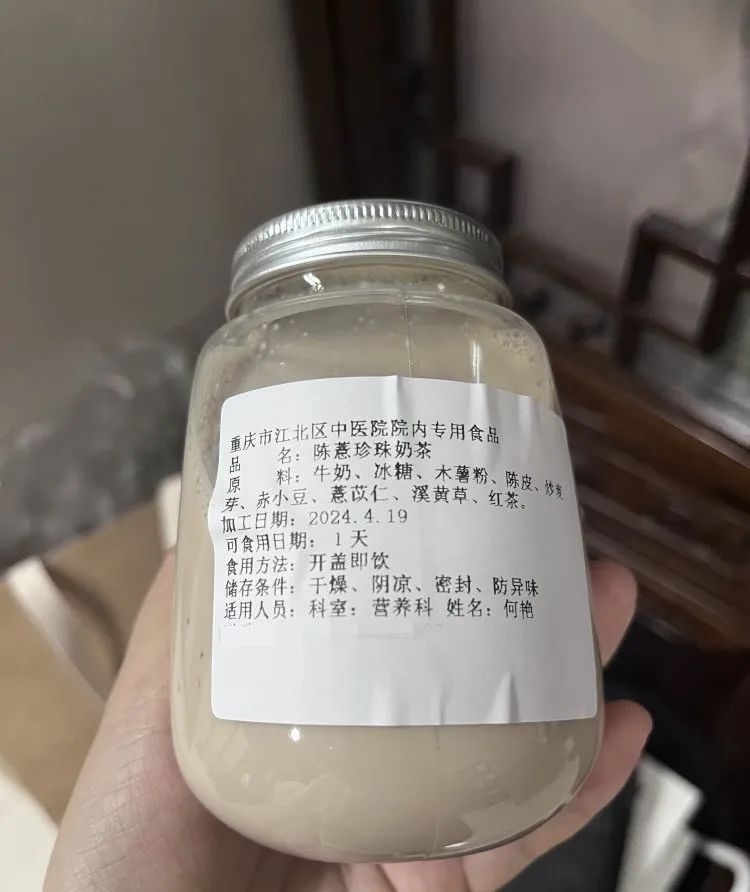 重庆市江北区中医院院内专用食品
品 名：陈薏珍珠奶茶
原 料：牛奶、冰糖、木薯粉、陈皮、炒麦
芽、赤小豆、薏苡仁、溪黄草、红茶。
加工日期：2024.4.19
可食用日期：1天
食用方法：开盖即饮
储存条件：干燥、阴凉、密封、防异味
适用人员：科室：营养科 姓名：何艳